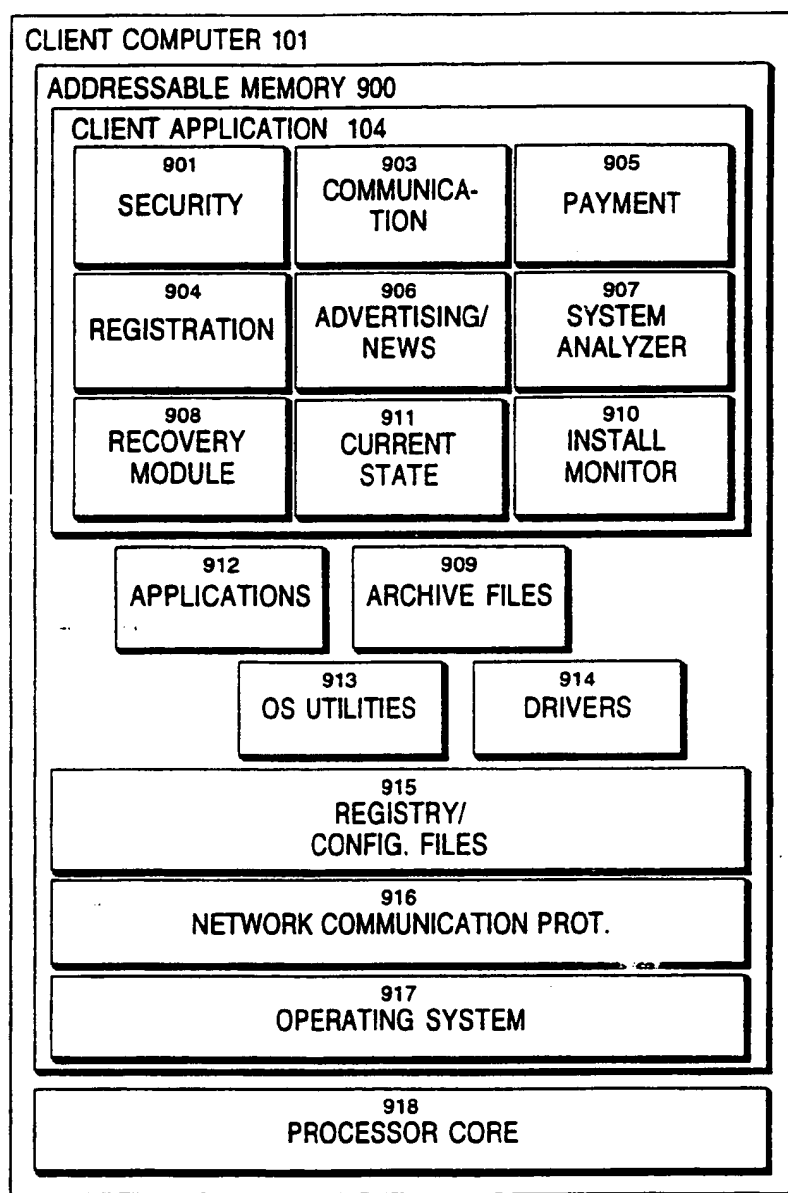 CLIENT COMPUTER 101
ADDRESSABLE MEMORY 900
CLIENT APPLICATION 104
901
SECURITY
903
COMMUNICA-
TION
905
PAYMENT
904
REGISTRATION
906
ADVERTISING/
NEWS
907
SYSTEM
ANALYZER
908
RECOVERY
MODULE
911
CURRENT
STATE
910
INSTALL
MONITOR
912
APPLICATIONS
909
ARCHIVE FILES
913
OS UTILITIES
914
DRIVERS
915
REGISTRY/
CONFIG. FILES
916
NETWORK COMMUNICATION PROT.
917
OPERATING SYSTEM
918
PROCESSOR CORE